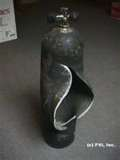 (c) PSI, Inc.